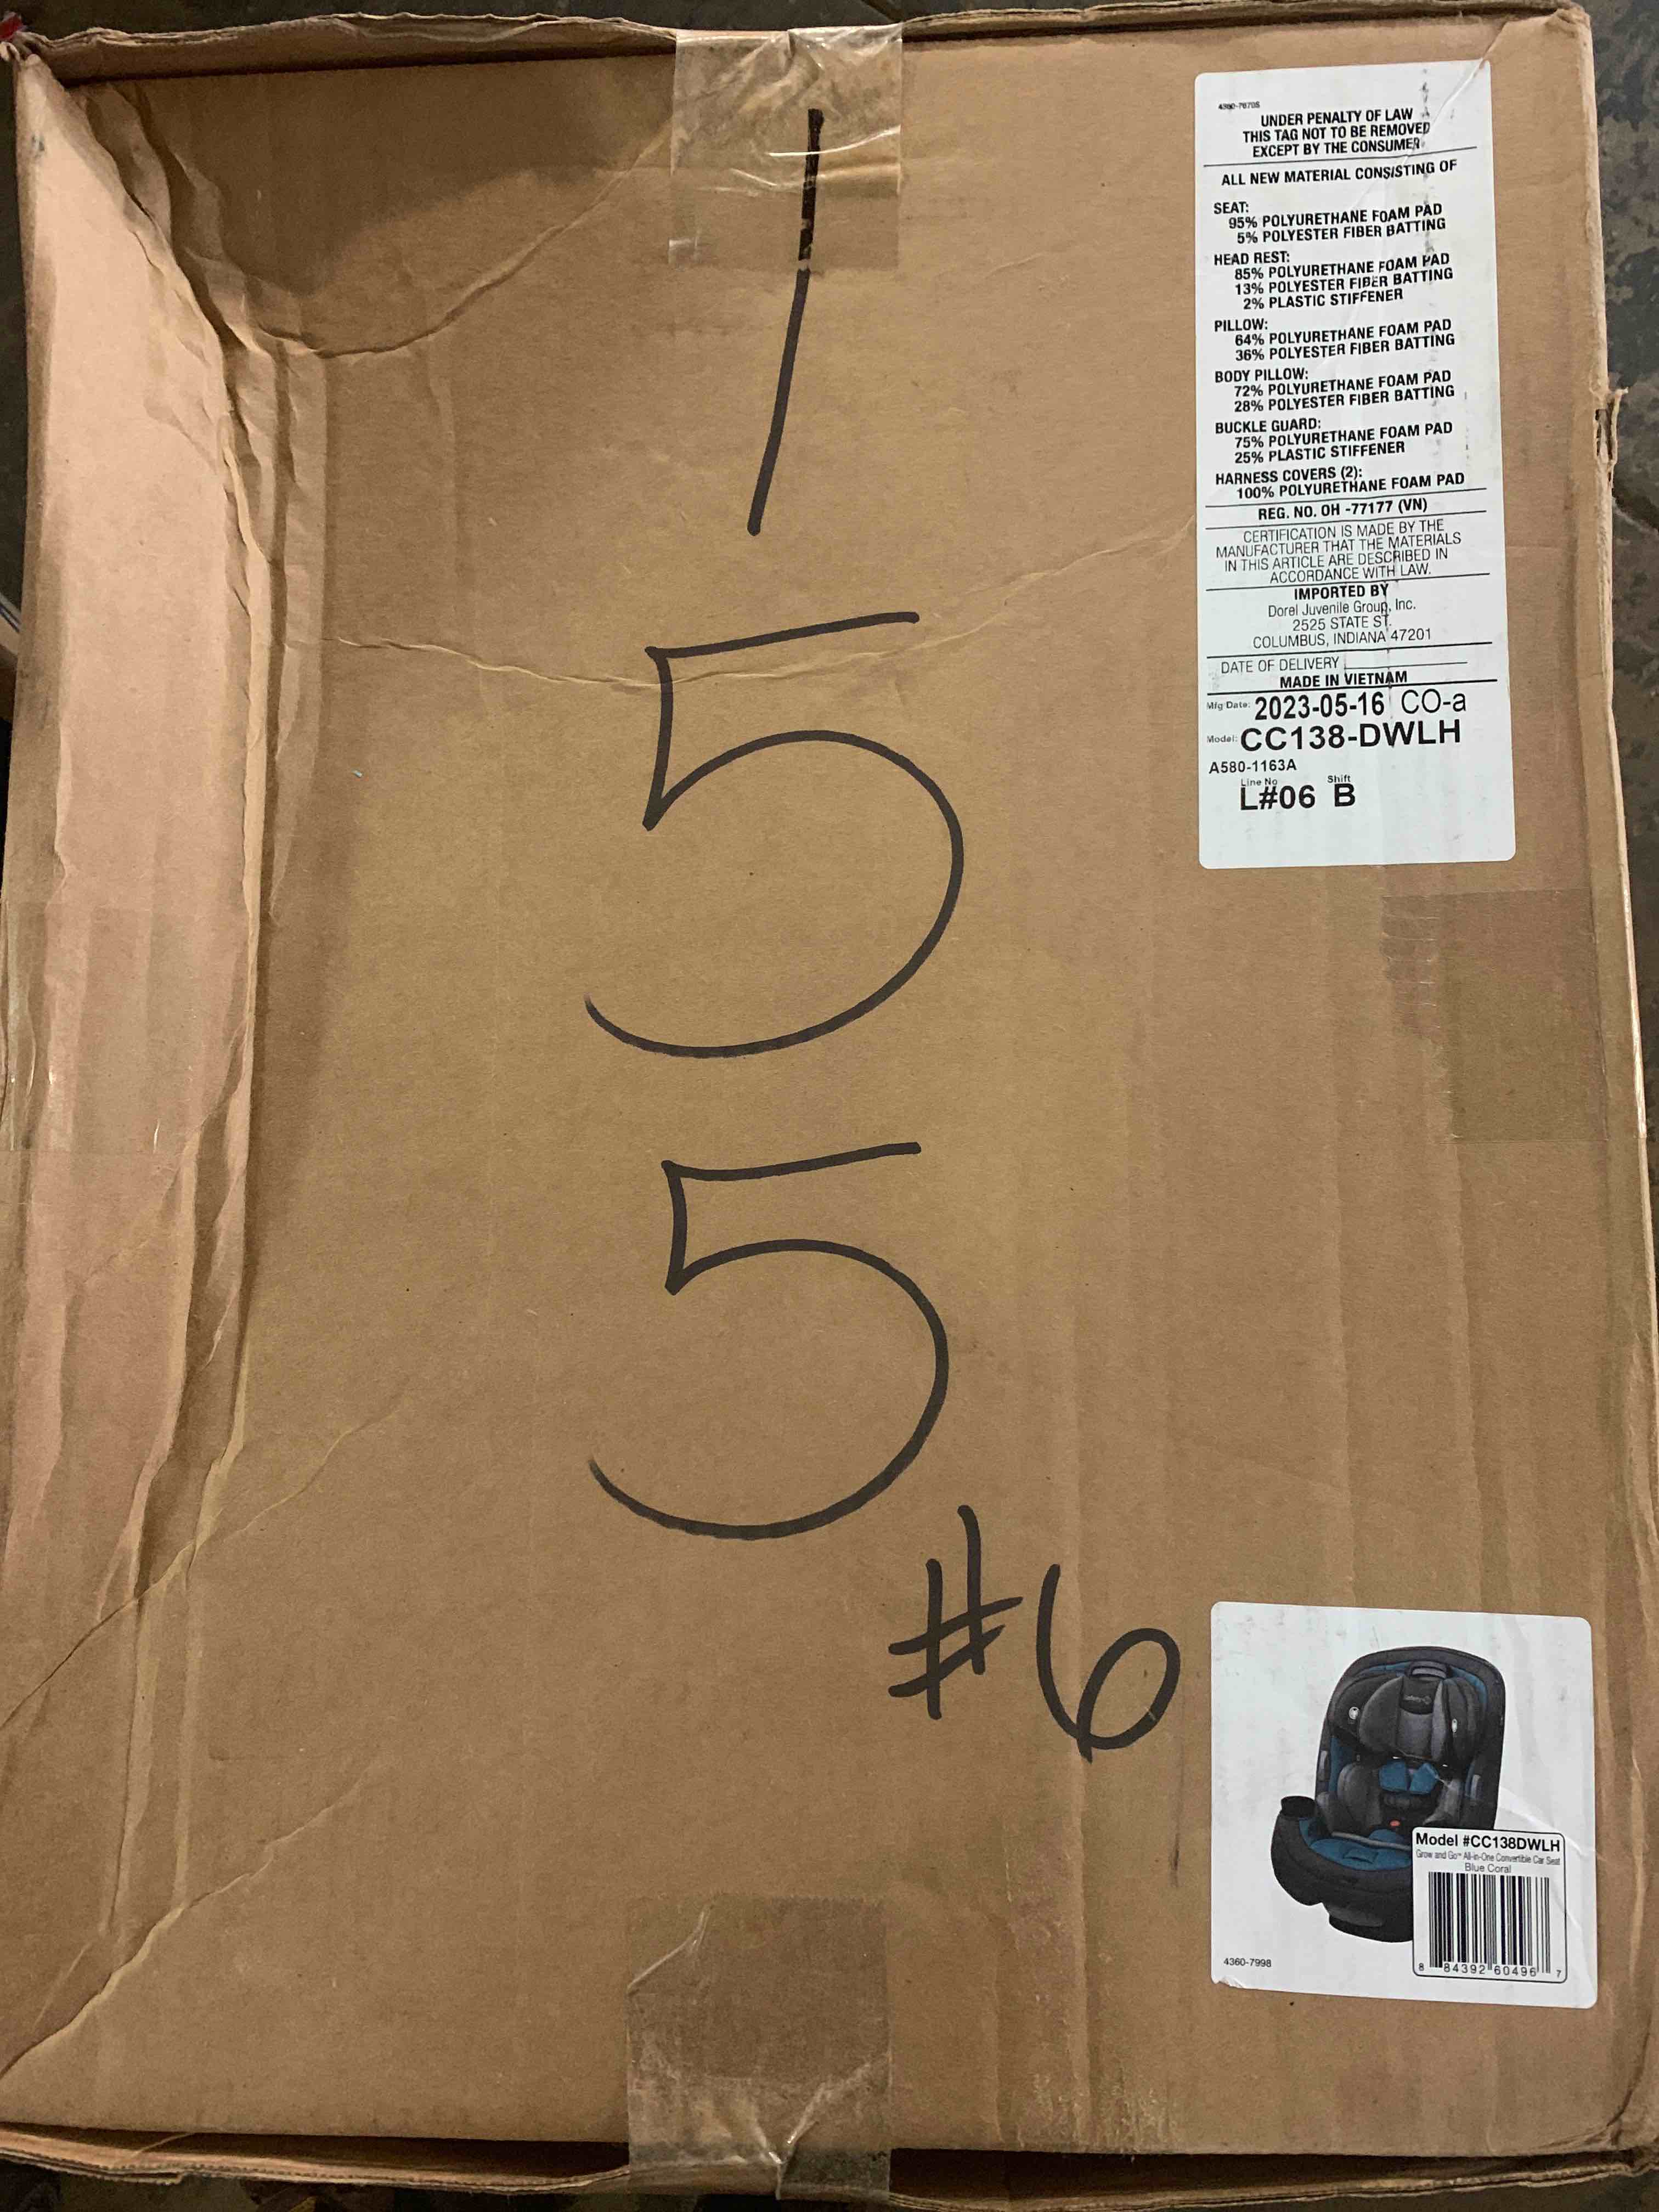 4360-7670S
UNDER PENALTY OF LAW
THIS TAG NOT TO BE REMOVED
EXCEPT BY THE CONSUMER
ALL NEW MATERIAL CONSISTING OF
SEAT:
95% POLYURETHANE FOAM PAD
5% POLYESTER FIBER BATTING
HEAD REST:
85% POLYURETHANE FOAM PAD
13% POLYESTER FIBER BATTING
2% PLASTIC STIFFENER
PILLOW:
64% POLYURETHANE FOAM PAD
36% POLYESTER FIBER BATTING
BODY PILLOW:
72% POLYURETHANE FOAM PAD
28% POLYESTER FIBER BATTING
BUCKLE GUARD:
75% POLYURETHANE FOAM PAD
25% PLASTIC STIFFENER
HARNESS COVERS (2):
100% POLYURETHANE FOAM PAD
REG. NO. OH -77177 (VN)
CERTIFICATION IS MADE BY THE
MANUFACTURER THAT THE MATERIALS
IN THIS ARTICLE ARE DESCRIBED IN
ACCORDANCE WITH LAW.
IMPORTED BY
Dorel Juvenile Group, Inc.
2525 STATE ST.
COLUMBUS, INDIANA 47201
DATE OF DELIVERY
MADE IN VIETNAM
Mfg Date: 2023-05-16 CO-a
Model: CC138-DWLH
A580-1163A
Line No Shift
L#06 B
1
5
5
#6
Safety 1st
Model #CC138DWLH
Grow and Go™ All-in-One Convertible Car Seat
Blue Coral
8 84392 60496 7
4360-7998